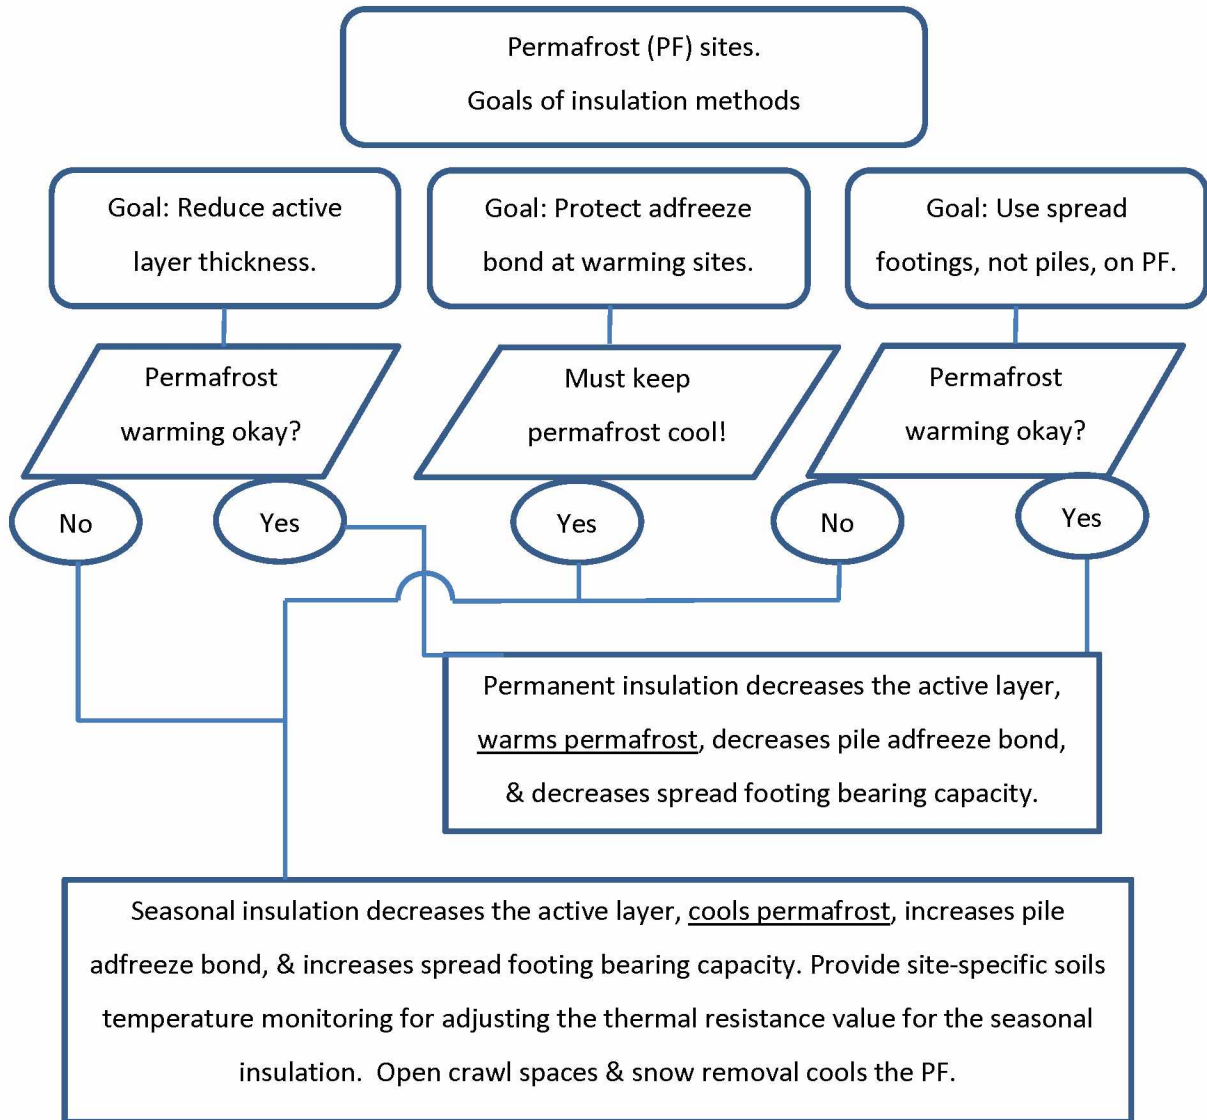 Permafrost (PF) sites.
Goals of insulation methods
Goal: Reduce active
layer thickness.
Goal: Protect adfreeze
bond at warming sites.
Goal: Use spread
footings, not piles, on PF.
Permafrost
warming okay?
Must keep
permafrost cool!
Permafrost
warming okay?
No
Yes
Yes
No
Yes
Permanent insulation decreases the active layer,
warms permafrost, decreases pile adfreeze bond,
& decreases spread footing bearing capacity.
Seasonal insulation decreases the active layer, cools permafrost, increases pile
adfreeze bond, & increases spread footing bearing capacity. Provide site-specific soils
temperature monitoring for adjusting the thermal resistance value for the seasonal
insulation.  Open crawl spaces & snow removal cools the PF.